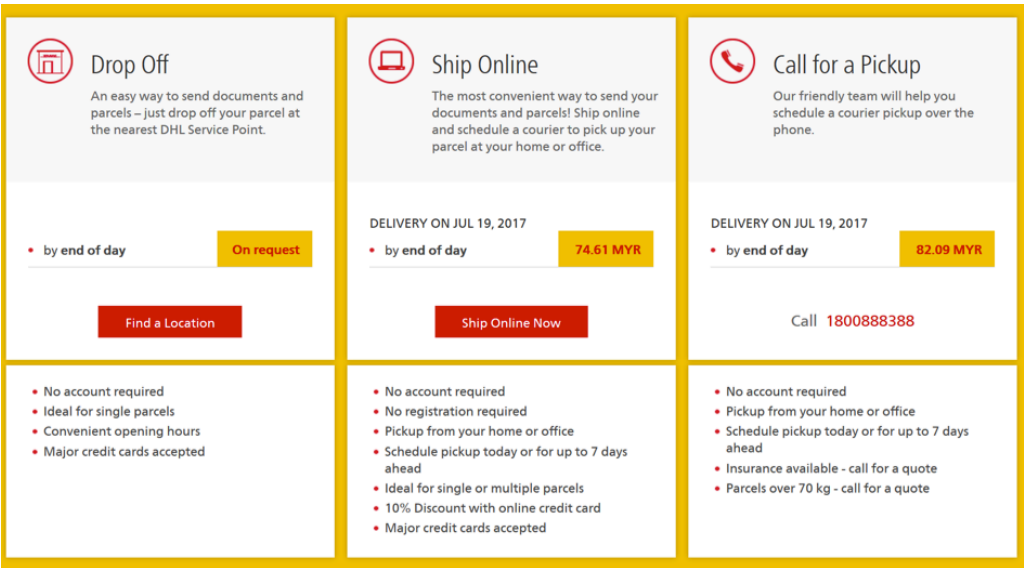 Drop Off
An easy way to send documents and
parcels – just drop off your parcel at
the nearest DHL Service Point.
• by end of day
On request
Find a Location
• No account required
• Ideal for single parcels
• Convenient opening hours
• Major credit cards accepted
Ship Online
The most convenient way to send your
documents and parcels! Ship online
and schedule a courier to pick up your
parcel at your home or office.
DELIVERY ON JUL 19, 2017
• by end of day
74.61 MYR
Ship Online Now
• No account required
• No registration required
• Pickup from your home or office
• Schedule pickup today or for up to 7 days
ahead
• Ideal for single or multiple parcels
• 10% Discount with online credit card
• Major credit cards accepted
Call for a Pickup
Our friendly team will help you
schedule a courier pickup over the
phone.
DELIVERY ON JUL 19, 2017
• by end of day
82.09 MYR
Call 1800888388
• No account required
• Pickup from your home or office
• Schedule pickup today or for up to 7 days
ahead
• Insurance available - call for a quote
• Parcels over 70 kg - call for a quote